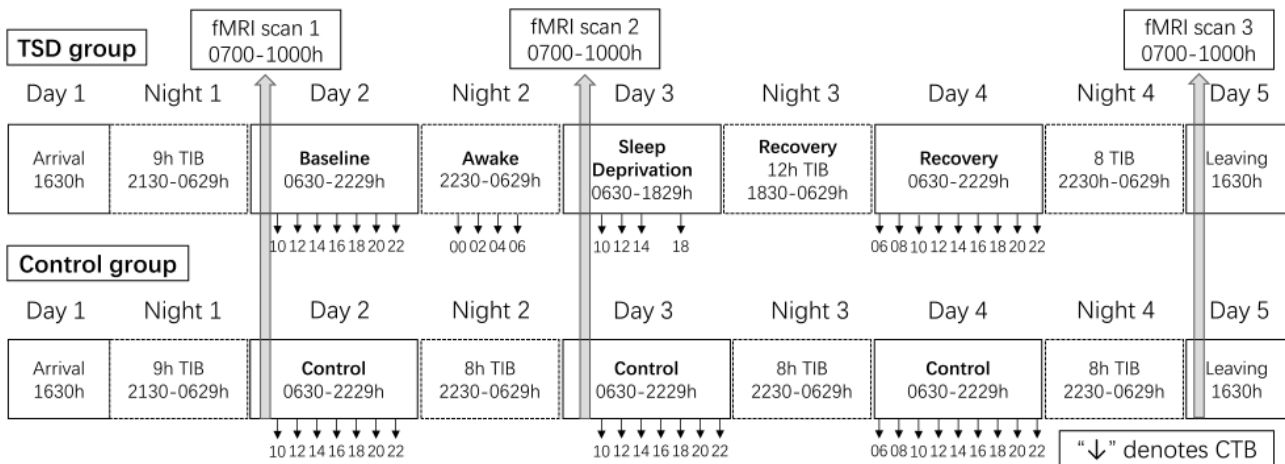 fMRI scan 1
0700-1000h
fMRI scan 2
0700-1000h
fMRI scan 3
0700-1000h
TSD group
Day 1 Night 1 Day 2 Night 2 Day 3 Night 3 Day 4 Night 4 Day 5
Arrival
1630h
9h TIB
2130-0629h
Baseline
0630-2229h
Awake
2230-0629h
Sleep
Deprivation
0630-1829h
Recovery
12h TIB
1830-0629h
Recovery
0630-2229h
8 TIB
2230h-0629h
Leaving
1630h
10 12 14 16 18 20 22
00 02 04 06
10 12 14 18
06 08 10 12 14 16 18 20 22
Control group
Day 1 Night 1 Day 2 Night 2 Day 3 Night 3 Day 4 Night 4 Day 5
Arrival
1630h
9h TIB
2130-0629h
Control
0630-2229h
8h TIB
2230-0629h
Control
0630-2229h
8h TIB
2230-0629h
Control
0630-2229h
8h TIB
2230-0629h
Leaving
1630h
10 12 14 16 18 20 22
10 12 14 16 18 20 22
06 08 10 12 14 16 18 20 22
"↓" denotes CTB